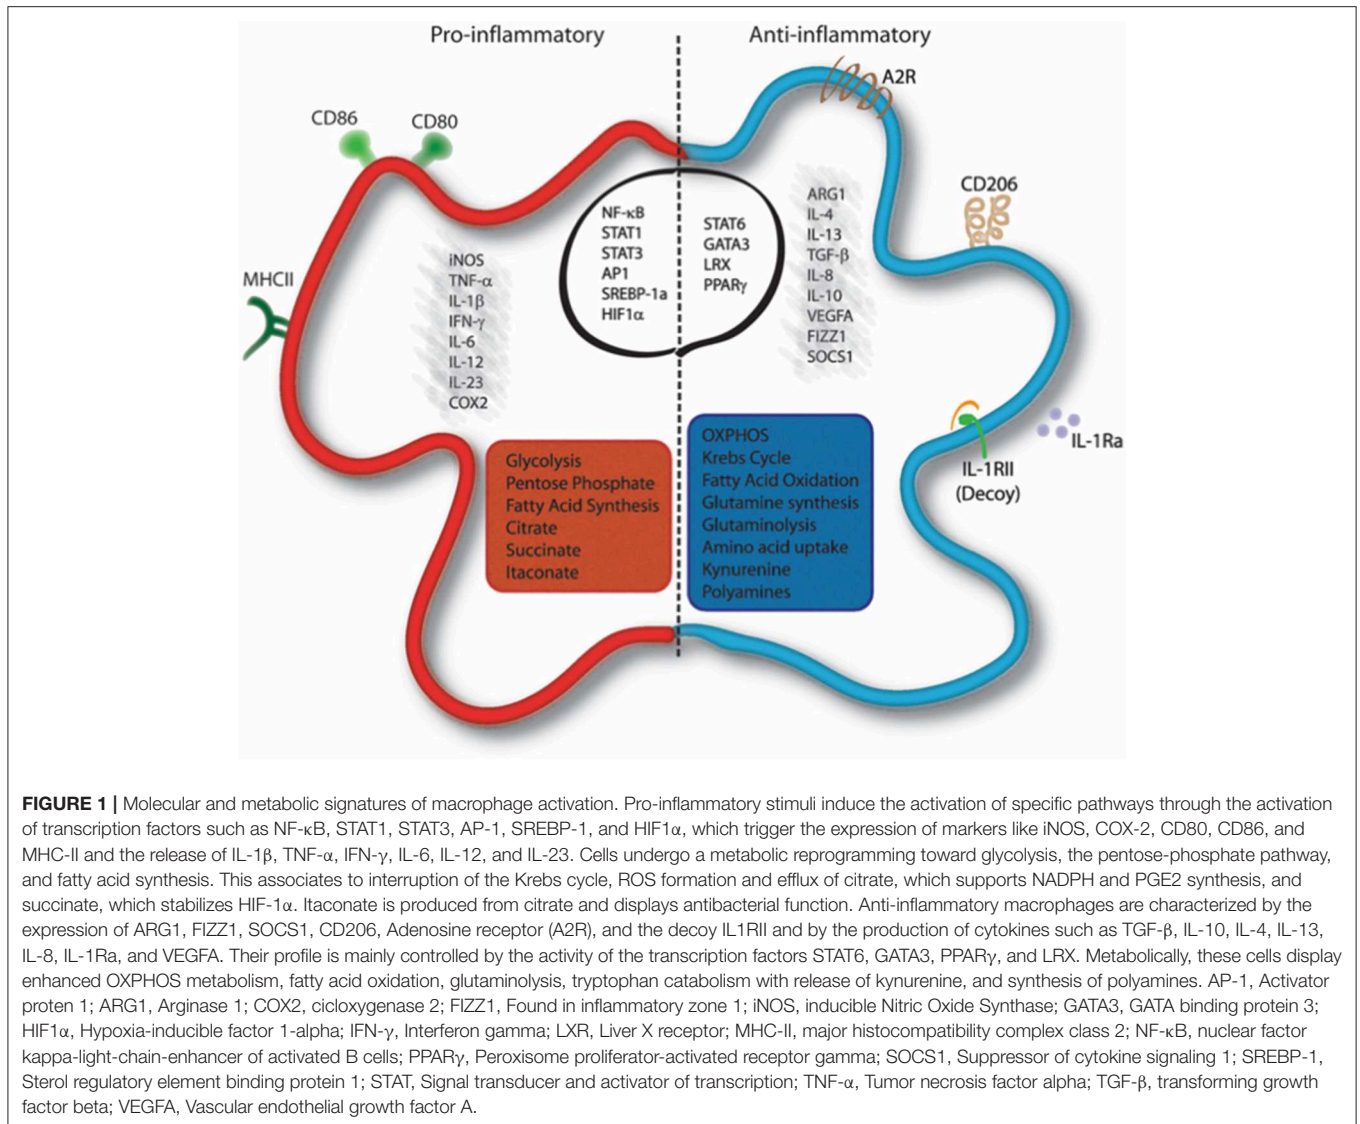 Pro-inflammatory
Anti-inflammatory
A2R
CD86
CD80
CD206
MHCII
NF-κB
STAT1
STAT3
AP1
SREBP-1a
HIF1α
STAT6
GATA3
LRX
PPARγ
ARG1
IL-4
IL-13
TGF-β
IL-8
IL-10
VEGFA
FIZZ1
SOCS1
iNOS
TNF-α
IL-1β
IFN-γ
IL-6
IL-12
IL-23
COX2
IL-1Ra
IL-1RII
(Decoy)
Glycolysis
Pentose Phosphate
Fatty Acid Synthesis
Citrate
Succinate
Itaconate
OXPHOS
Krebs Cycle
Fatty Acid Oxidation
Glutamine synthesis
Glutaminolysis
Amino acid uptake
Kynurenine
Polyamines
FIGURE 1 | Molecular and metabolic signatures of macrophage activation. Pro-inflammatory stimuli induce the activation of specific pathways through the activation
of transcription factors such as NF-κB, STAT1, STAT3, AP-1, SREBP-1, and HIF1α, which trigger the expression of markers like iNOS, COX-2, CD80, CD86, and
MHC-II and the release of IL-1β, TNF-α, IFN-γ, IL-6, IL-12, and IL-23. Cells undergo a metabolic reprogramming toward glycolysis, the pentose-phosphate pathway,
and fatty acid synthesis. This associates to interruption of the Krebs cycle, ROS formation and efflux of citrate, which supports NADPH and PGE2 synthesis, and
succinate, which stabilizes HIF-1α. Itaconate is produced from citrate and displays antibacterial function. Anti-inflammatory macrophages are characterized by the
expression of ARG1, FIZZ1, SOCS1, CD206, Adenosine receptor (A2R), and the decoy IL1RII and by the production of cytokines such as TGF-β, IL-10, IL-4, IL-13,
IL-8, IL-1Ra, and VEGFA. Their profile is mainly controlled by the activity of the transcription factors STAT6, GATA3, PPARγ, and LRX. Metabolically, these cells display
enhanced OXPHOS metabolism, fatty acid oxidation, glutaminolysis, tryptophan catabolism with release of kynurenine, and synthesis of polyamines. AP-1, Activator
proten 1; ARG1, Arginase 1; COX2, cicloxygenase 2; FIZZ1, Found in inflammatory zone 1; iNOS, inducible Nitric Oxide Synthase; GATA3, GATA binding protein 3;
HIF1α, Hypoxia-inducible factor 1-alpha; IFN-γ, Interferon gamma; LXR, Liver X receptor; MHC-II, major histocompatibility complex class 2; NF-κB, nuclear factor
kappa-light-chain-enhancer of activated B cells; PPARγ, Peroxisome proliferator-activated receptor gamma; SOCS1, Suppressor of cytokine signaling 1; SREBP-1,
Sterol regulatory element binding protein 1; STAT, Signal transducer and activator of transcription; TNF-α, Tumor necrosis factor alpha; TGF-β, transforming growth
factor beta; VEGFA, Vascular endothelial growth factor A.